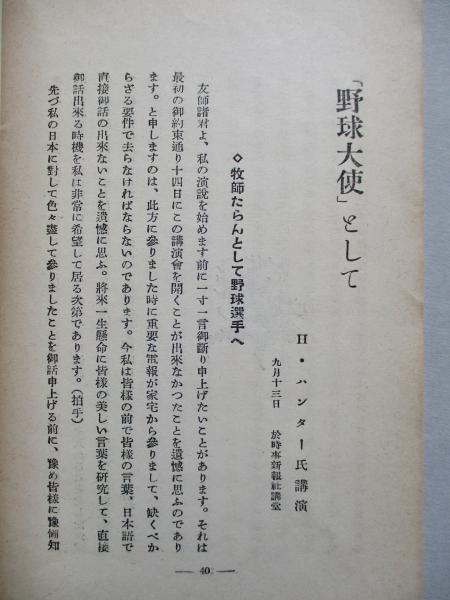 「野球大使」として
H・ハンター氏講演
九月十三日　於時事新報社講堂
◇牧師たらんとして野球選手へ
友師諸君よ、私の演説を始めます前に一寸一言御斷り申上げたいことがあります。それは
最初の御約束通り十四日にこの講演會を開くことが出來なかつたことを遺憾に思ふのであり
ます。と申しますのは、此方に參りました時に重要な電報が家宅から參りまして、缺くべか
らざる要件で去らなければならないのであります。今私は皆樣の前で皆樣の言葉、日本語で
直接御話の出來ないことを遺憾に思ふ。將來一生懸命に皆樣の美しい言葉を研究して、直接
御話出來る時機を私は非常に希望して居る次第であります。(拍手)
先づ私の日本に對して色々盡して參りましたことを御話申上げる前に、豫め皆樣に豫備知
— 40 —